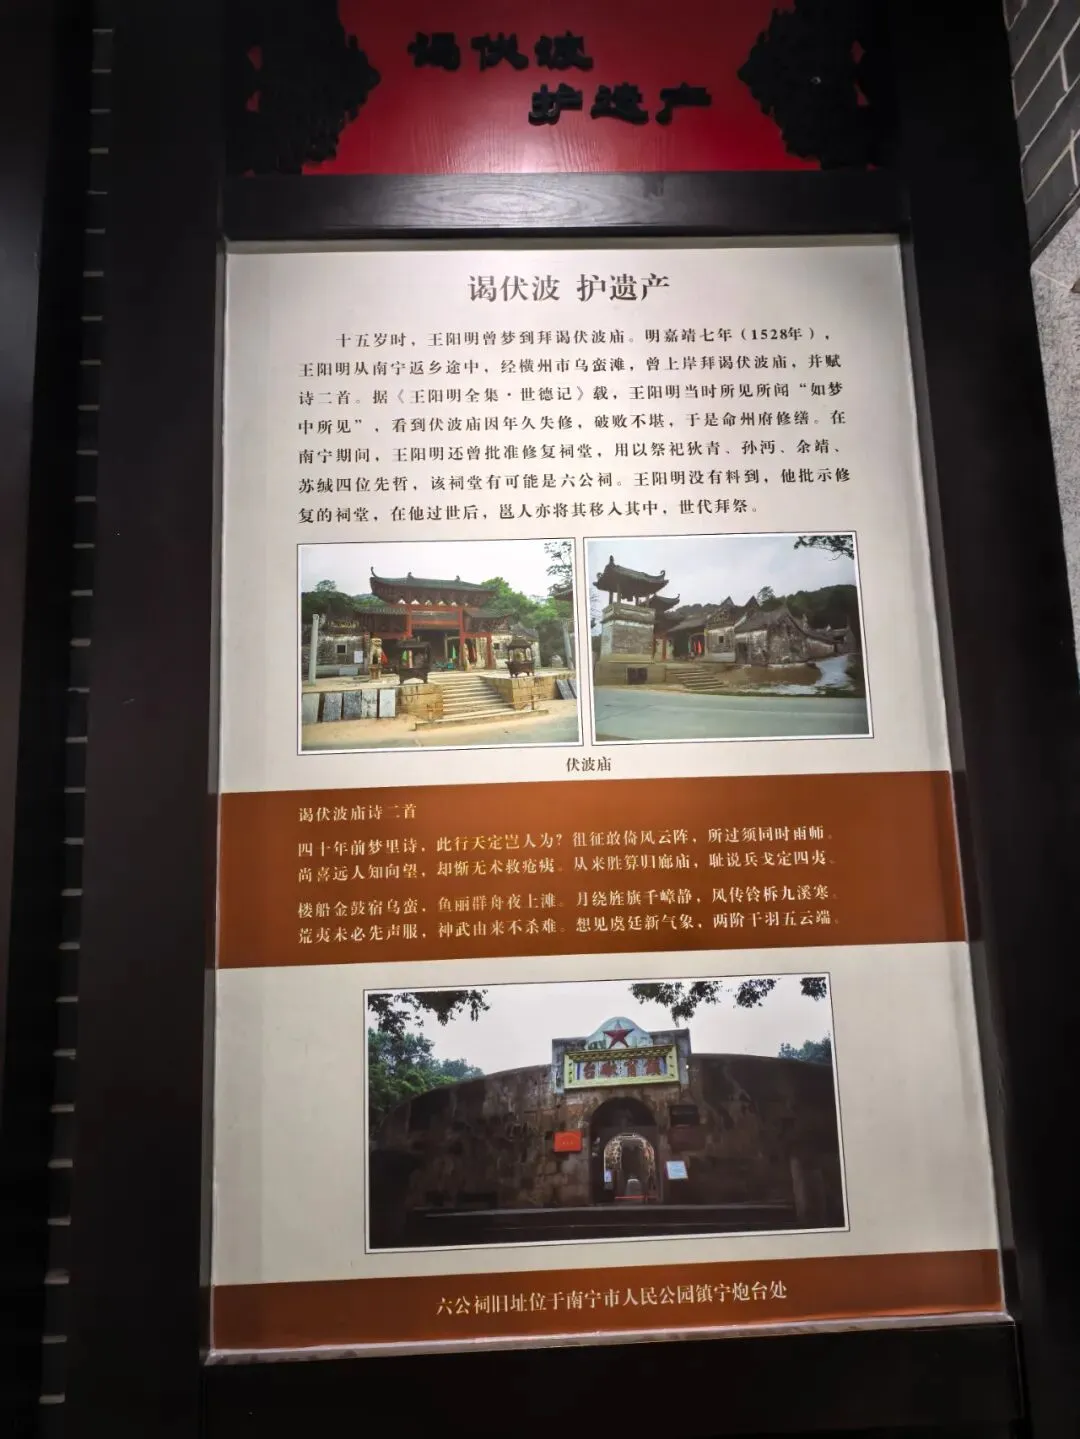 谒伏波
护遗产
谒伏波 护遗产
十五岁时，王阳明曾梦到拜谒伏波庙。明嘉靖七年（1528年），
王阳明从南宁返乡途中，经横州市乌蛮滩，曾上岸拜谒伏波庙，并赋
诗二首。据《王阳明全集·世德记》载，王阳明当时所见所闻“如梦
中所见”，看到伏波庙因年久失修，破败不堪，于是命州府修缮。在
南宁期间，王阳明还曾批准修复祠堂，用以祭祀狄青、孙沔、余靖、
苏缄四位先哲，该祠堂有可能是六公祠。王阳明没有料到，他批示修
复的祠堂，在他过世后，邕人亦将其移入其中，世代拜祭。
伏波庙
谒伏波庙诗二首
四十年前梦里诗，此行天定岂人为？徂征敢倚风云阵，所过须同时雨师。
尚喜远人知向望，却惭无术救疮痍。从来胜算归廊庙，耻说兵戈定四夷。
楼船金鼓宿乌蛮，鱼丽群舟夜上滩。月绕旌旗千嶂静，风传铃柝九溪寒。
荒夷未必先声服，神武由来不杀难。想见虞廷新气象，两阶干羽五云端。
台炮宁镇
六公祠旧址位于南宁市人民公园镇宁炮台处